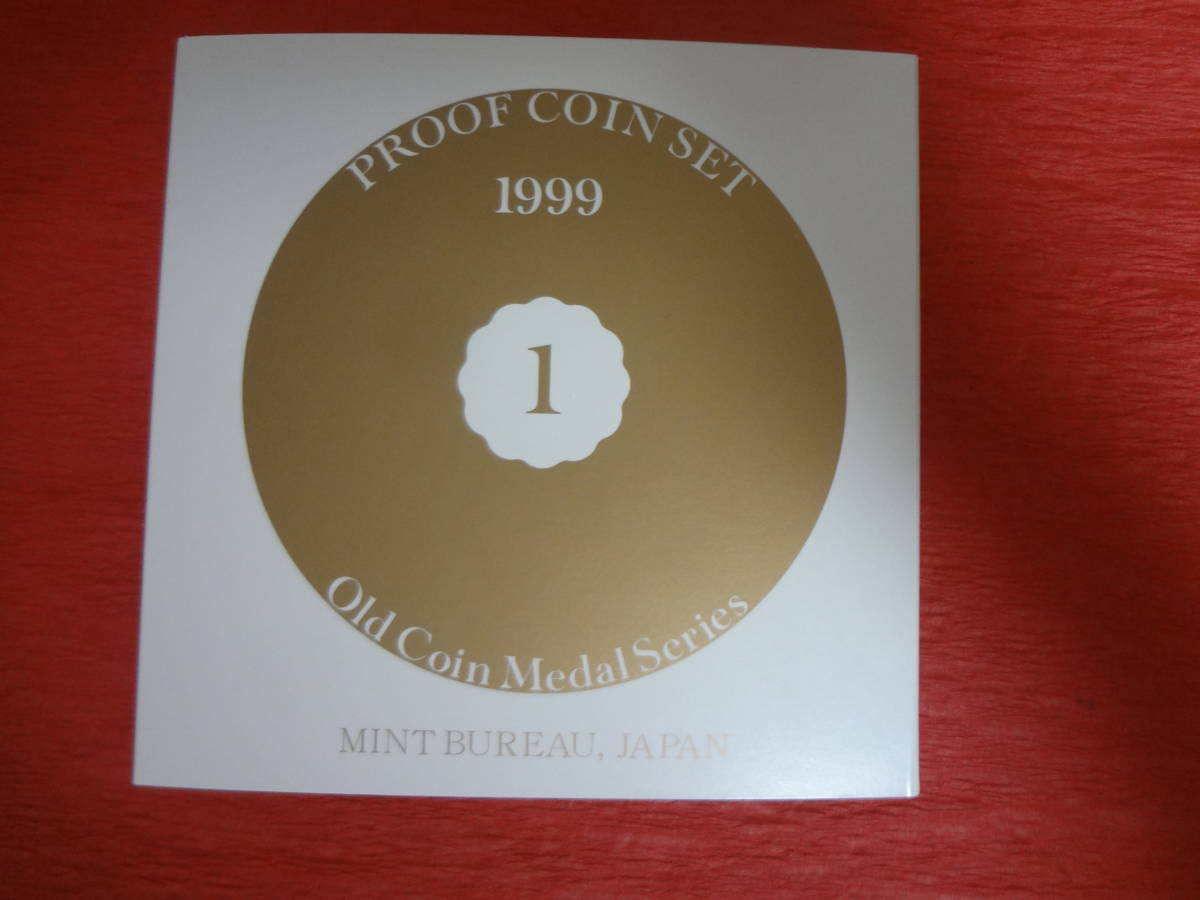 PROOF COIN SET
1999
1
Old Coin Medal Series
MINT BUREAU, JAPAN